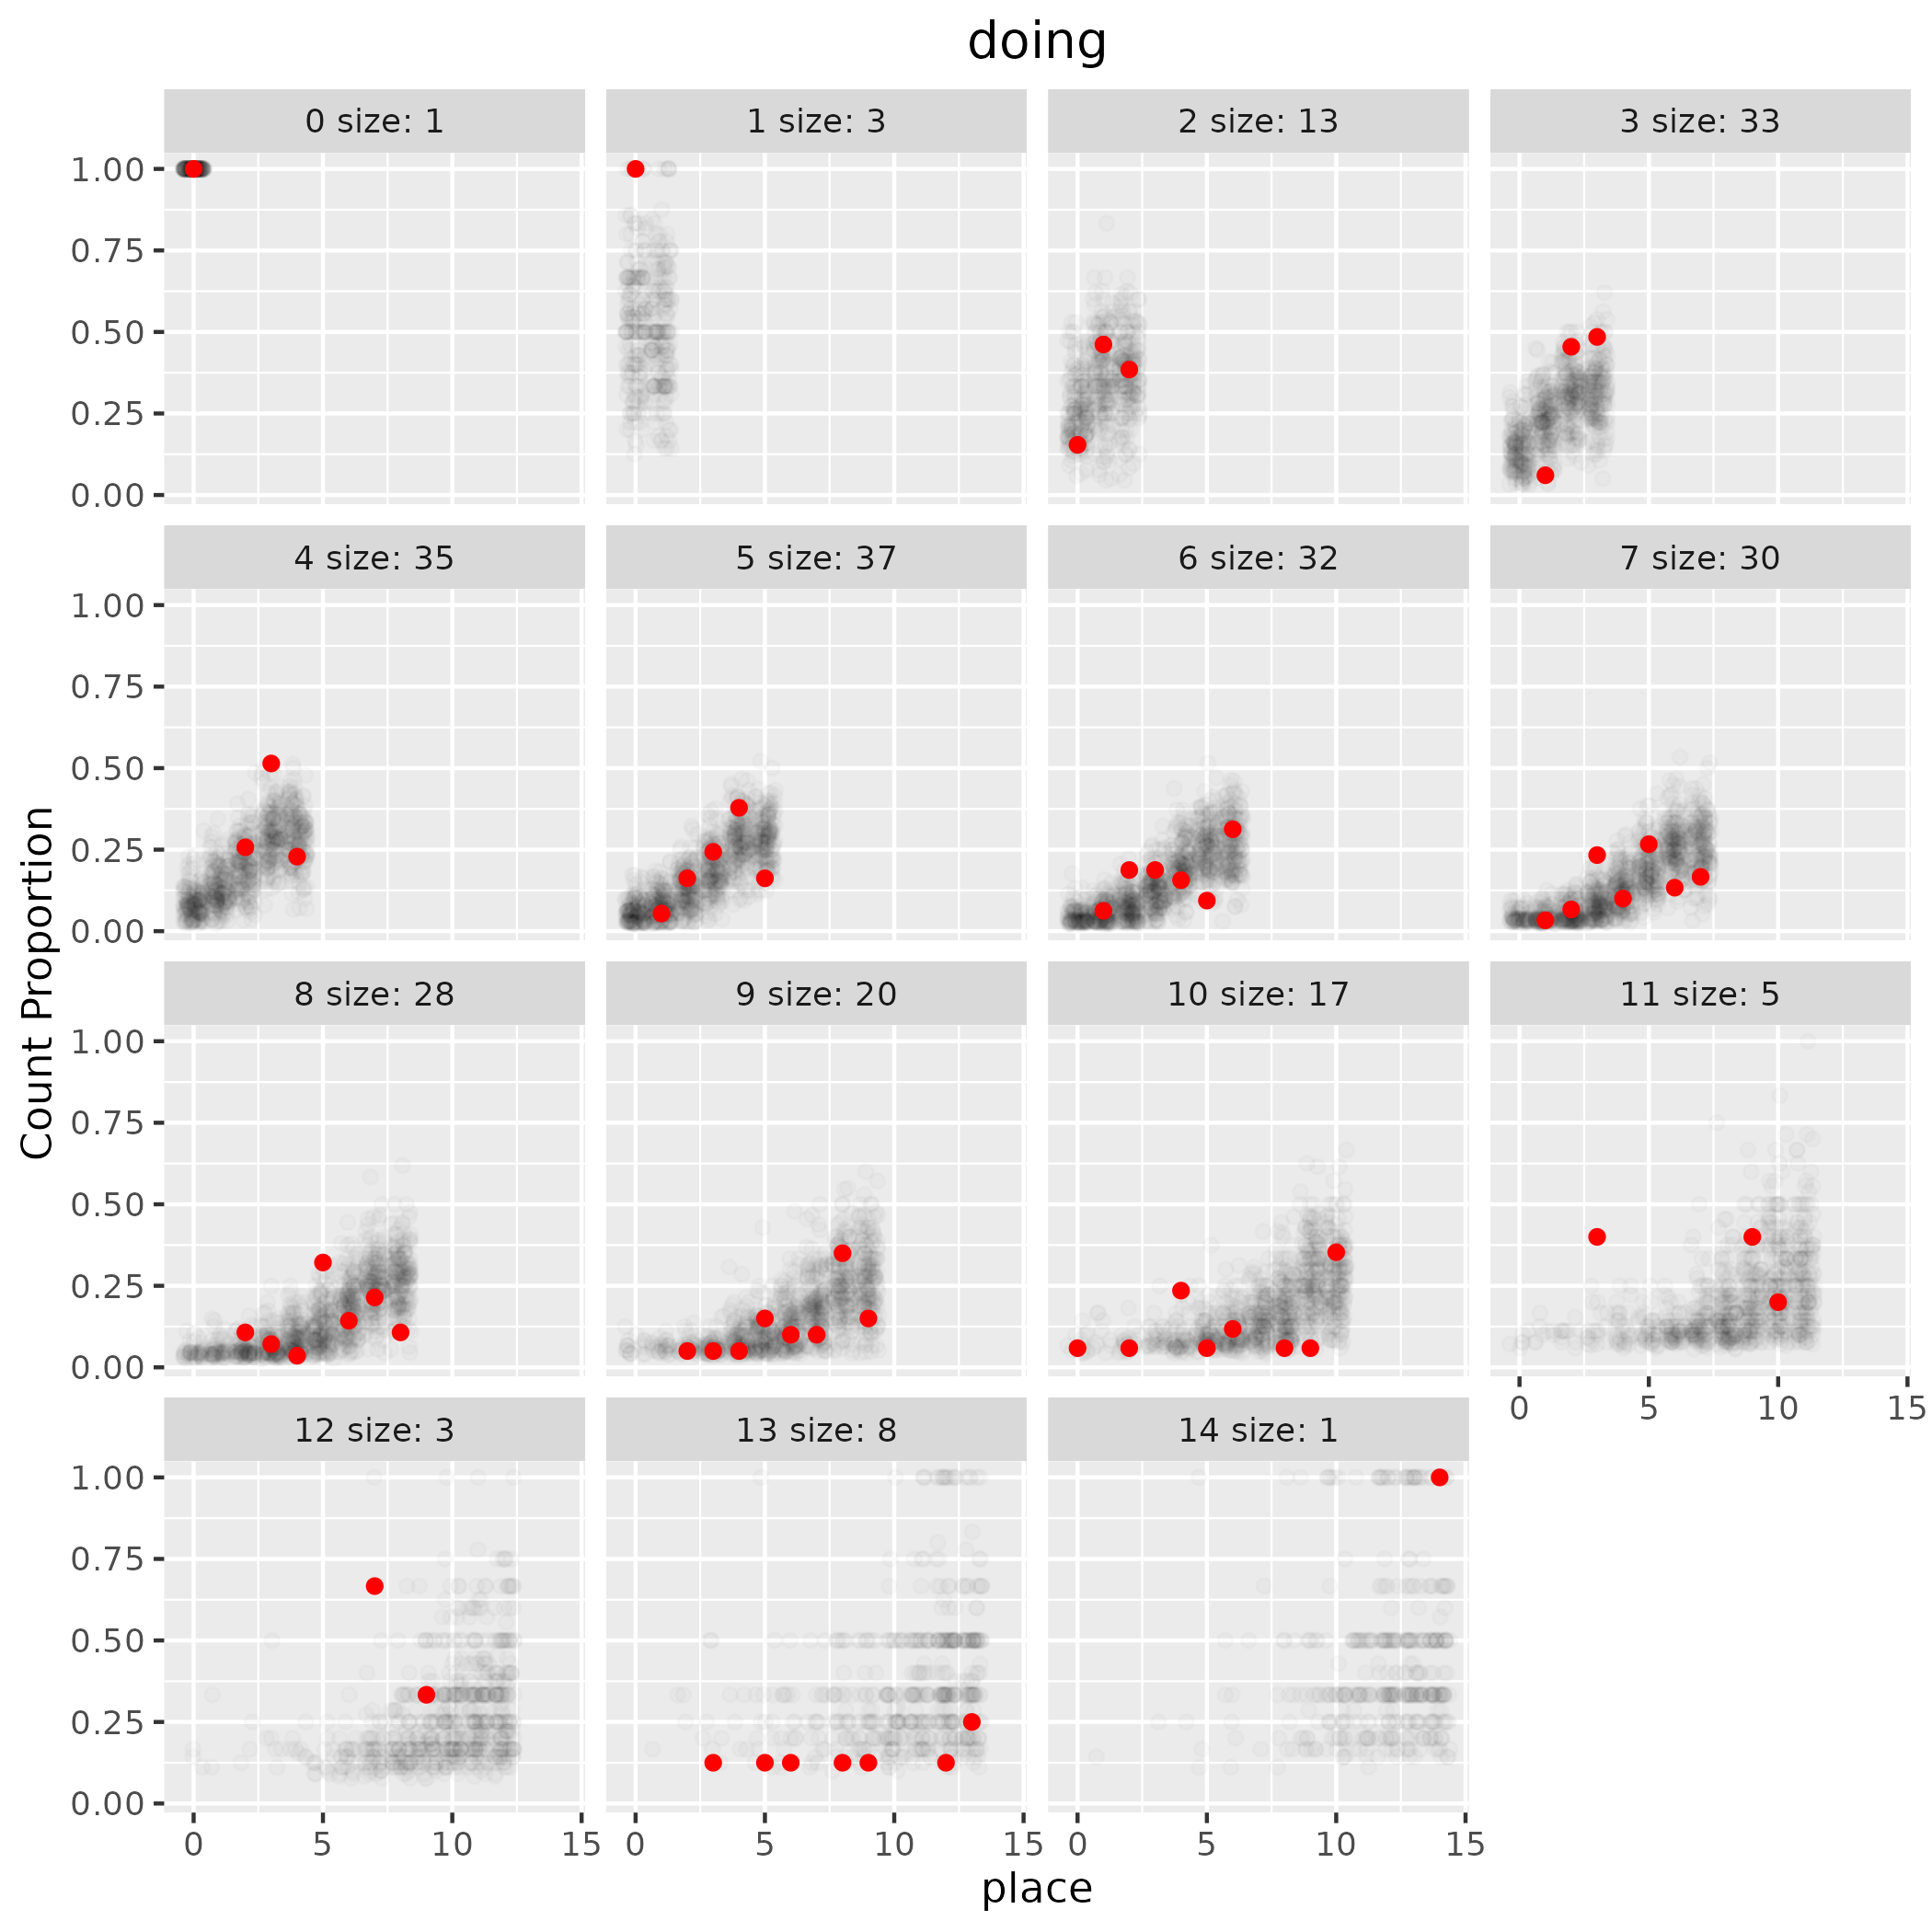 doing
0 size: 1
1 size: 3
2 size: 13
3 size: 33
1.00
0.75
0.50
0.25
0.00
4 size: 35
5 size: 37
6 size: 32
7 size: 30
1.00
0.75
0.50
0.25
0.00
Count Proportion
8 size: 28
9 size: 20
10 size: 17
11 size: 5
1.00
0.75
0.50
0.25
0.00
0 5 10 15
12 size: 3
13 size: 8
14 size: 1
1.00
0.75
0.50
0.25
0.00
0 5 10 15
0 5 10 15
0 5 10 15
place